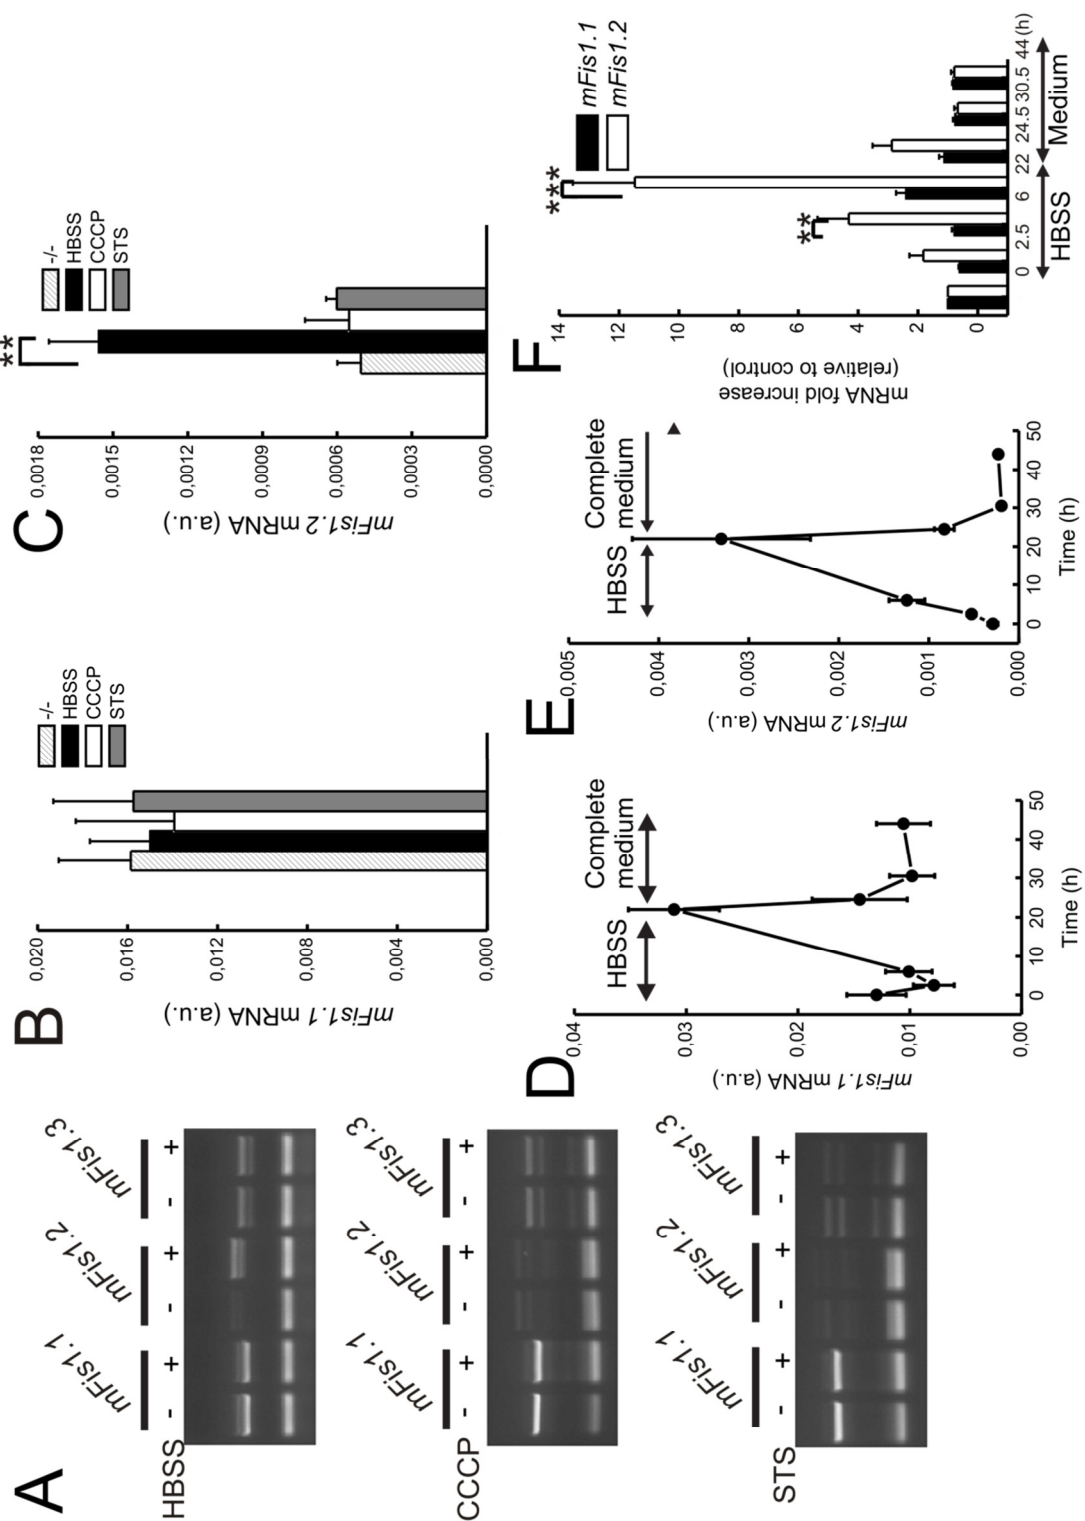 A
HBSS
mFis1.1 mFis1.2 mFis1.3
- + - + - +
CCCP
mFis1.1 mFis1.2 mFis1.3
- + - + - +
STS
mFis1.1 mFis1.2 mFis1.3
- + - + - +
B
mFis1.1 mRNA (a.u.)
0,020
0,016
0,012
0,008
0,004
0,000
-/-
HBSS
CCCP
STS
C
mFis1.2 mRNA (a.u.)
0,0018
0,0015
0,0012
0,0009
0,0006
0,0003
0,0000
**
-/-
HBSS
CCCP
STS
D
mFis1.1 mRNA (a.u.)
0,04
0,03
0,02
0,01
0,00
HBSS
Complete
medium
0 10 20 30 40 50
Time (h)
E
mFis1.2 mRNA (a.u.)
0,005
0,004
0,003
0,002
0,001
0,000
HBSS
Complete
medium
0 10 20 30 40 50
Time (h)
F
mRNA fold increase
(relative to control)
14
12
10
8
6
4
2
0
**
***
mFis1.1
mFis1.2
0 2.5 6 22 24.5 30.5 44 (h)
HBSS Medium